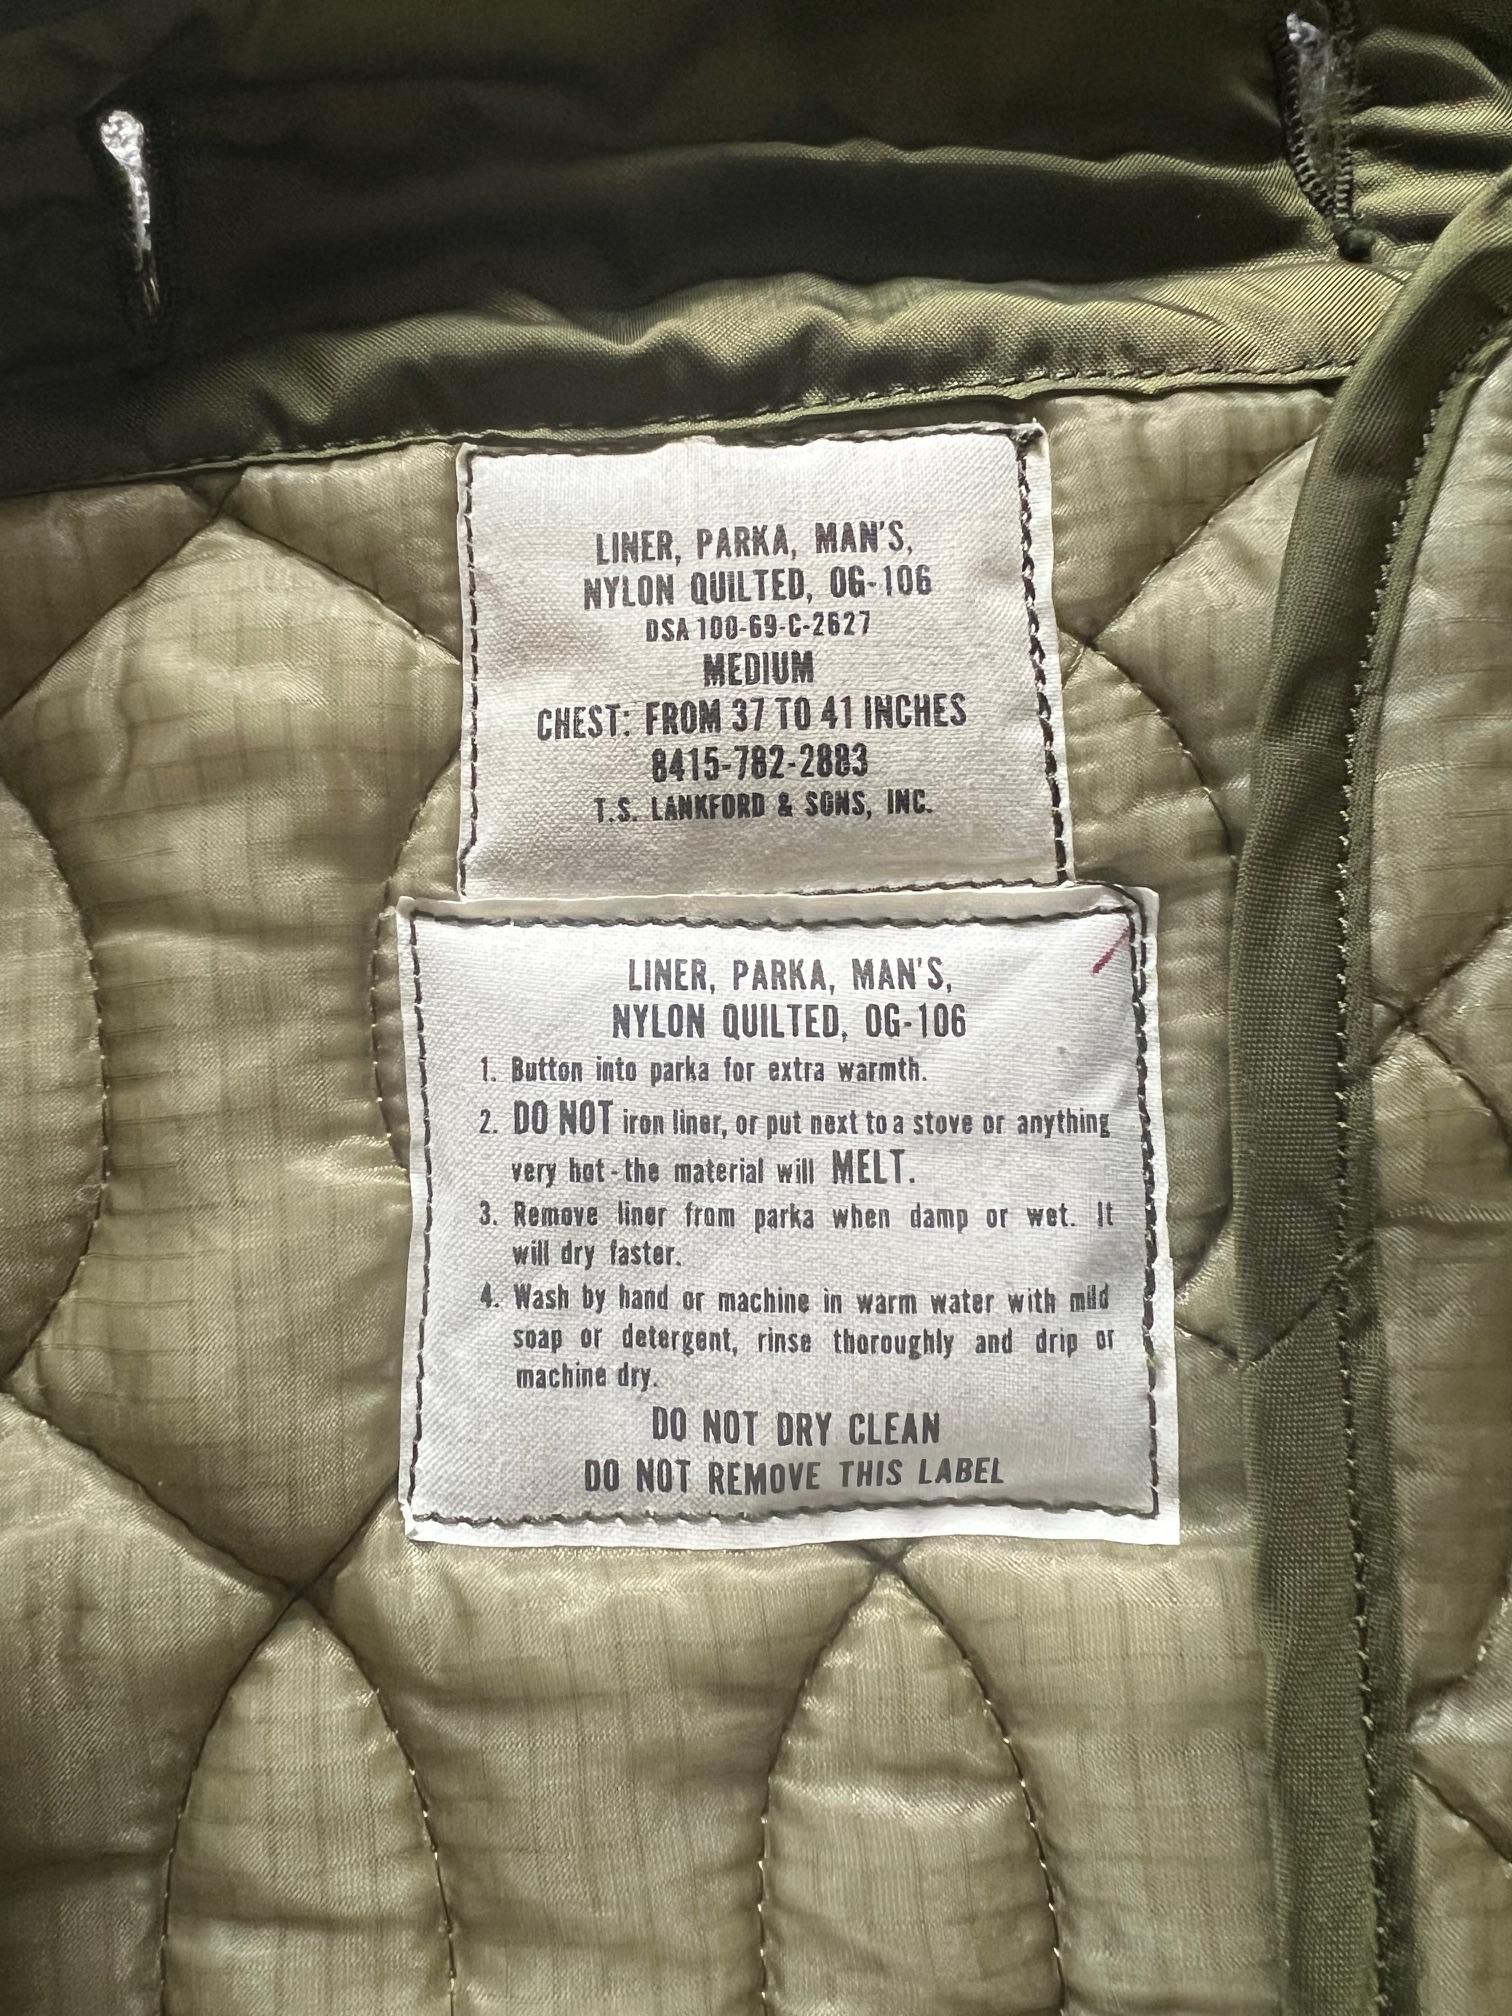 LINER, PARKA, MAN'S,
NYLON QUILTED, OG-106
DSA 100-69-C-2627
MEDIUM
CHEST: FROM 37 TO 41 INCHES
8415-782-2883
T.S. LANKFORD & SONS, INC.
LINER, PARKA, MAN'S,
NYLON QUILTED, OG-106
1. Button into parka for extra warmth.
2. DO NOT iron liner, or put next to a stove or anything
very hot - the material will MELT.
3. Remove liner from parka when damp or wet. It
will dry faster.
4. Wash by hand or machine in warm water with mild
soap or detergent, rinse thoroughly and drip or
machine dry.
DO NOT DRY CLEAN
DO NOT REMOVE THIS LABEL